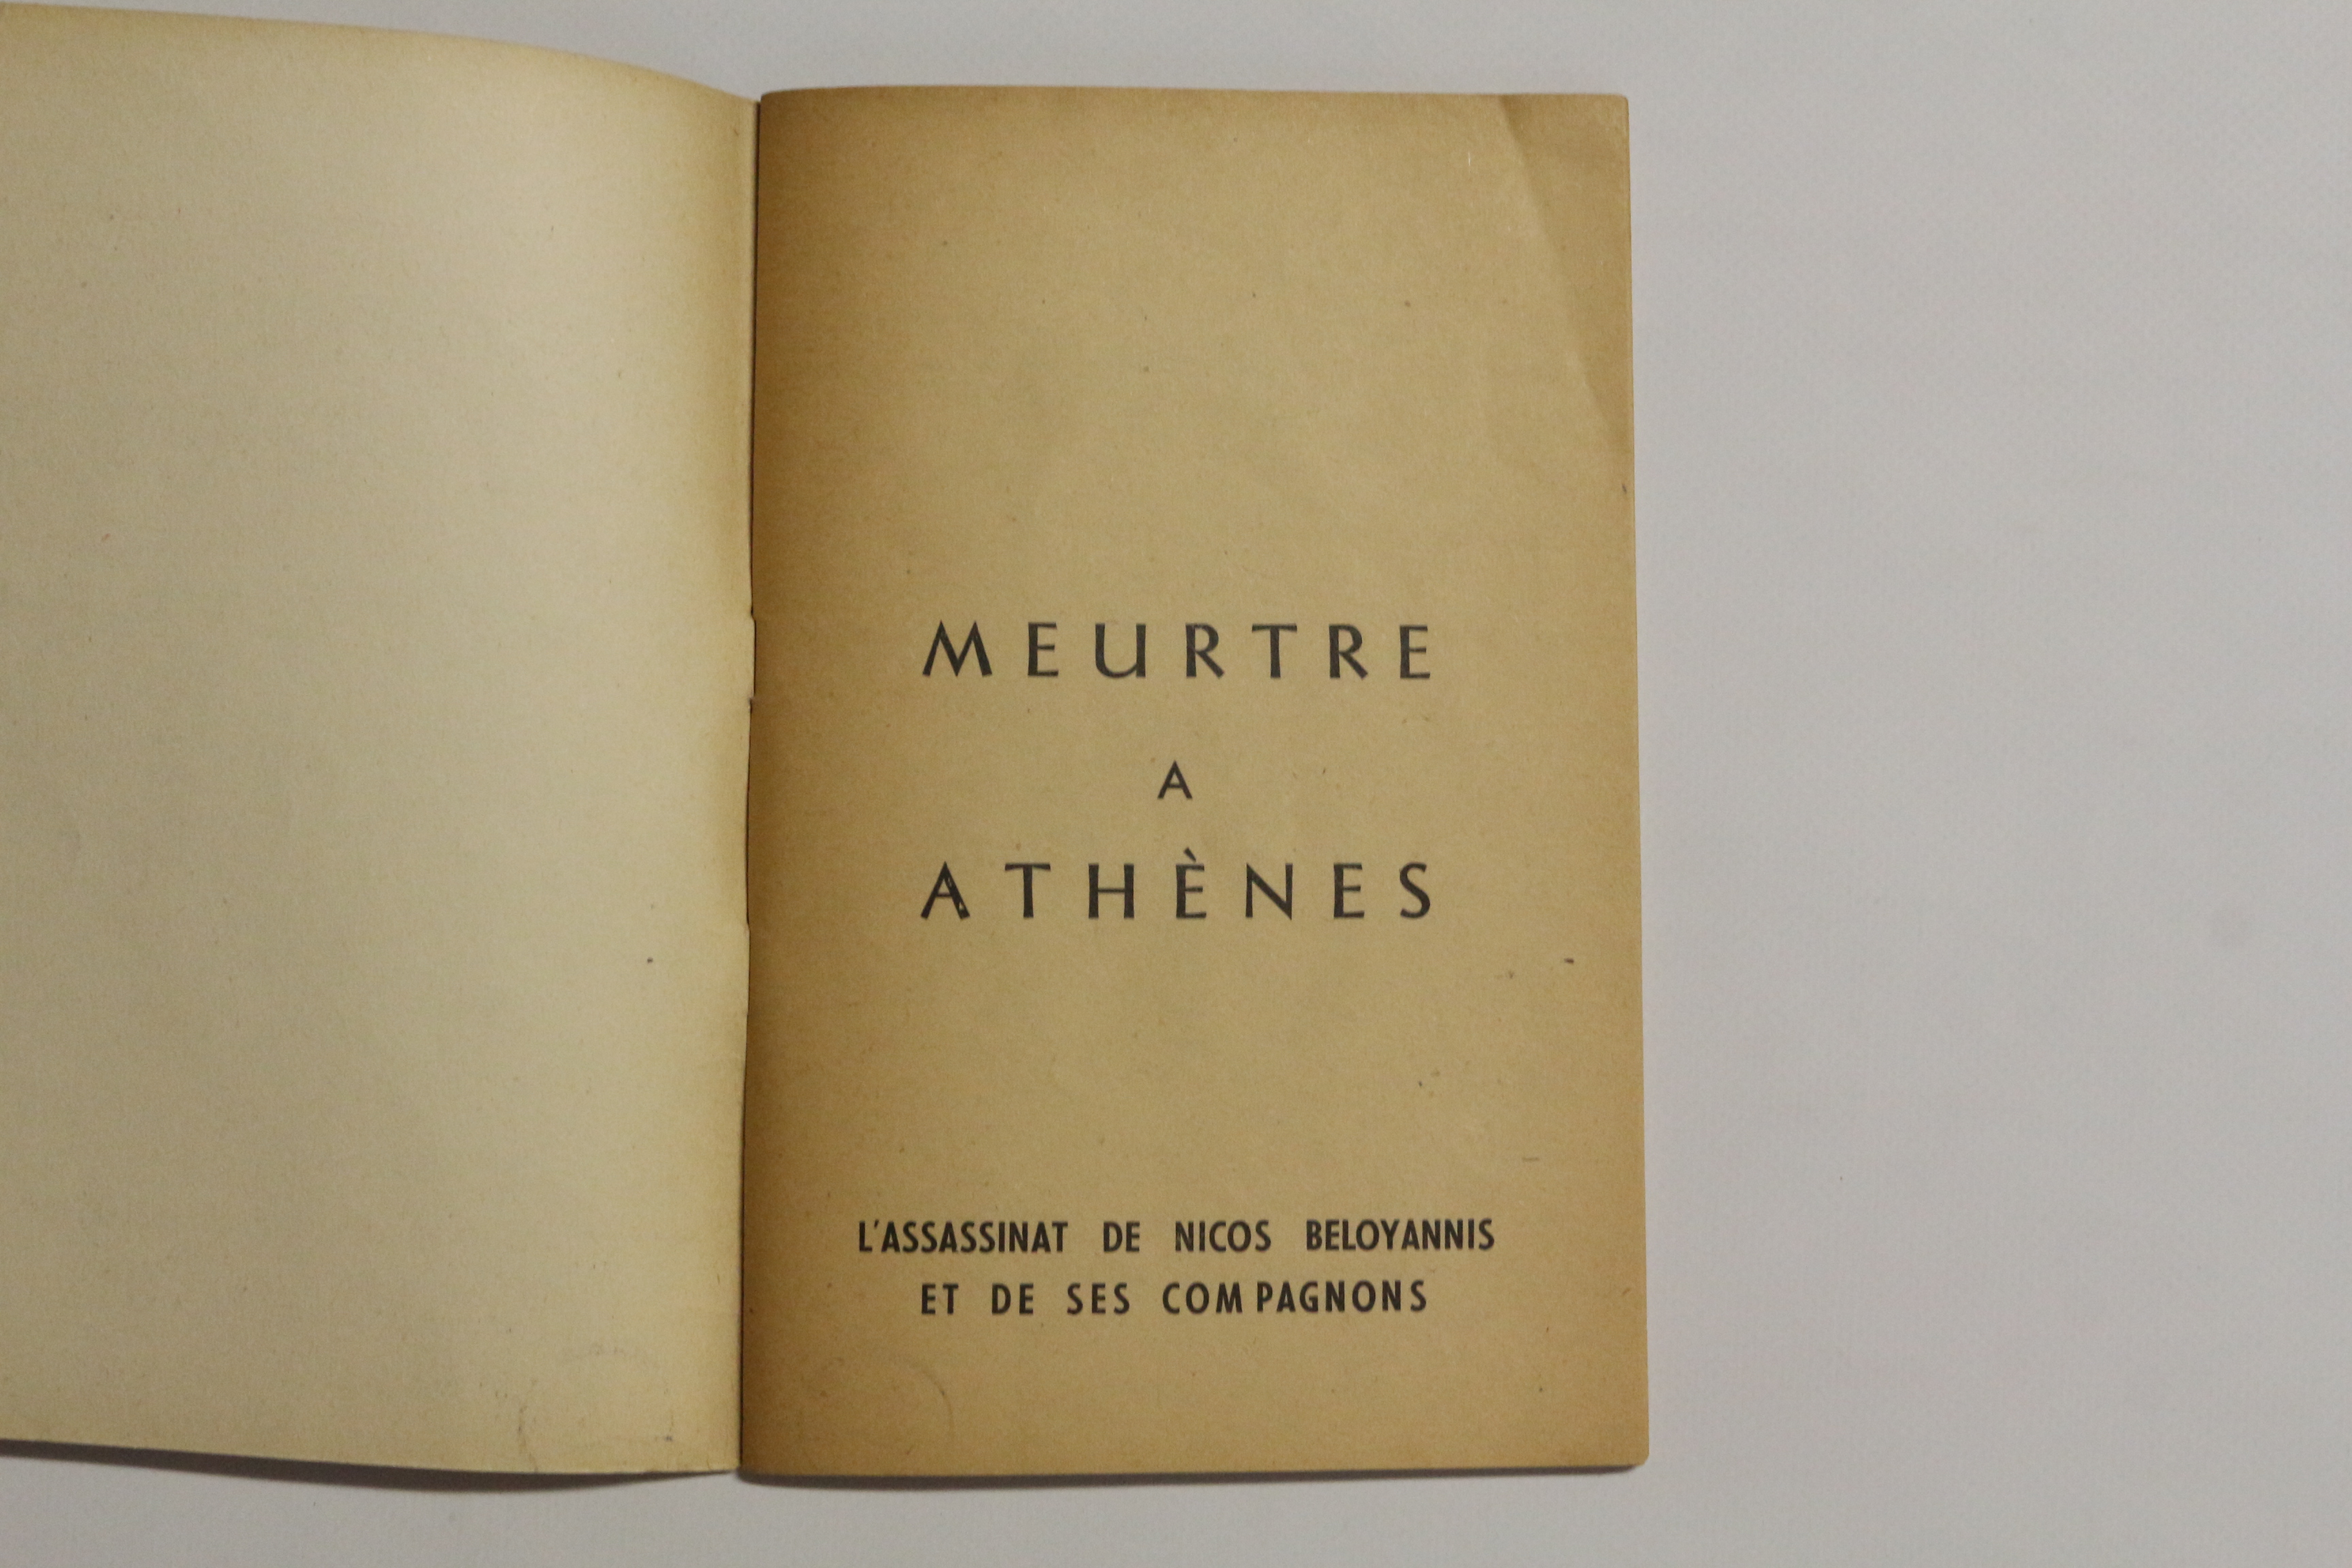 MEURTRE
A
ATHÈNES
L'ASSASSINAT DE NICOS BELOYANNIS
ET DE SES COMPAGNONS